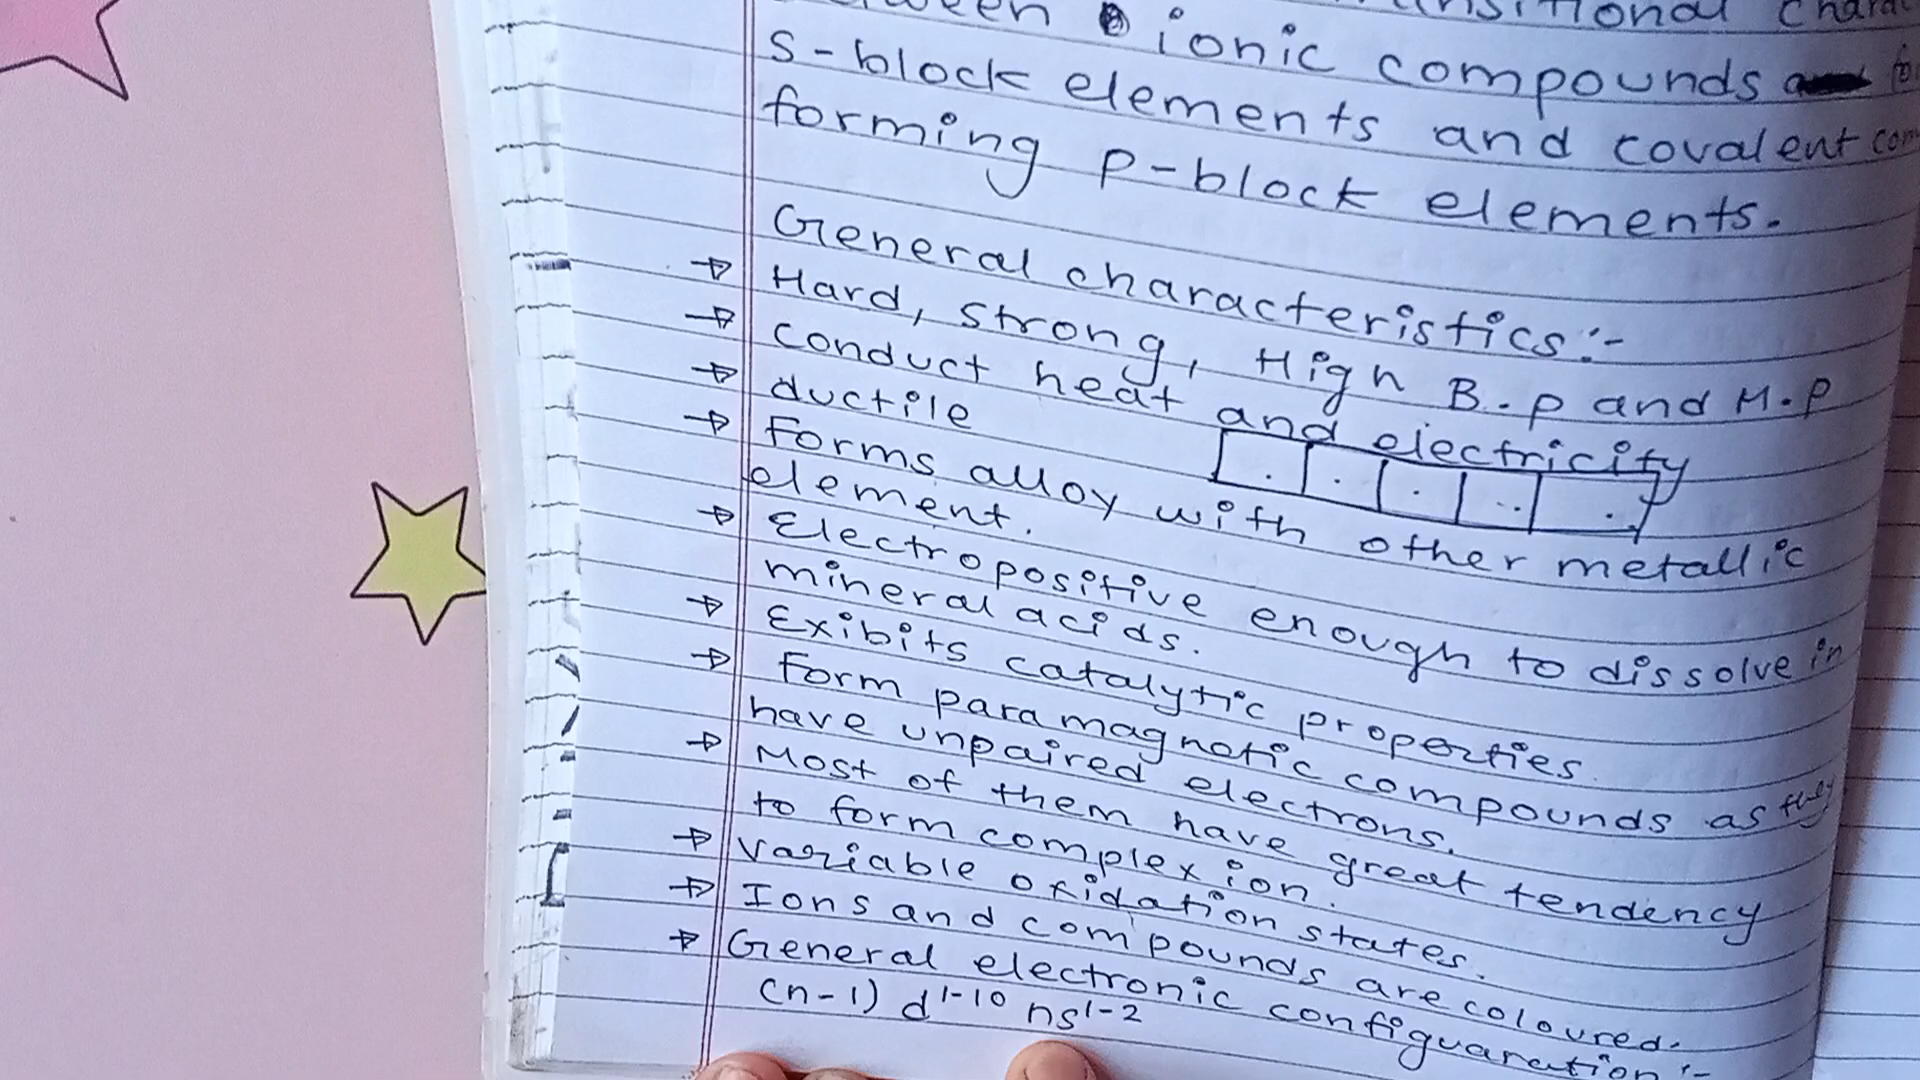 ionic compounds
s-block elements and covalent
forming p-block elements.
General characteristics:-
→ Hard, strong, High B.p and M.p
→ conduct heat and electricity
→ ductile
→ Forms alloy with other metallic
element.
→ Electropositive enough to dissolve in
mineral acids.
→ Exibits catalytic properties.
→ Form paramagnetic compounds as they
have unpaired electrons.
→ Most of them have great tendency
to form complex ion.
→ Variable oxidation states.
→ Ions and compounds are coloured.
→ General electronic configuaration :-
(n-1) d¹⁻¹⁰ ns¹⁻²